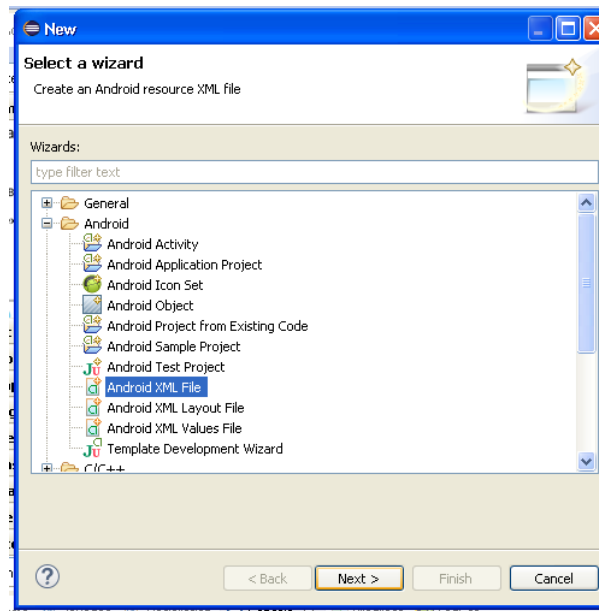 New
Select a wizard
Create an Android resource XML file
Wizards:
type filter text
General
Android
Android Activity
Android Application Project
Android Icon Set
Android Object
Android Project from Existing Code
Android Sample Project
Android Test Project
Android XML File
Android XML Layout File
Android XML Values File
Template Development Wizard
C/C++
< Back Next > Finish Cancel